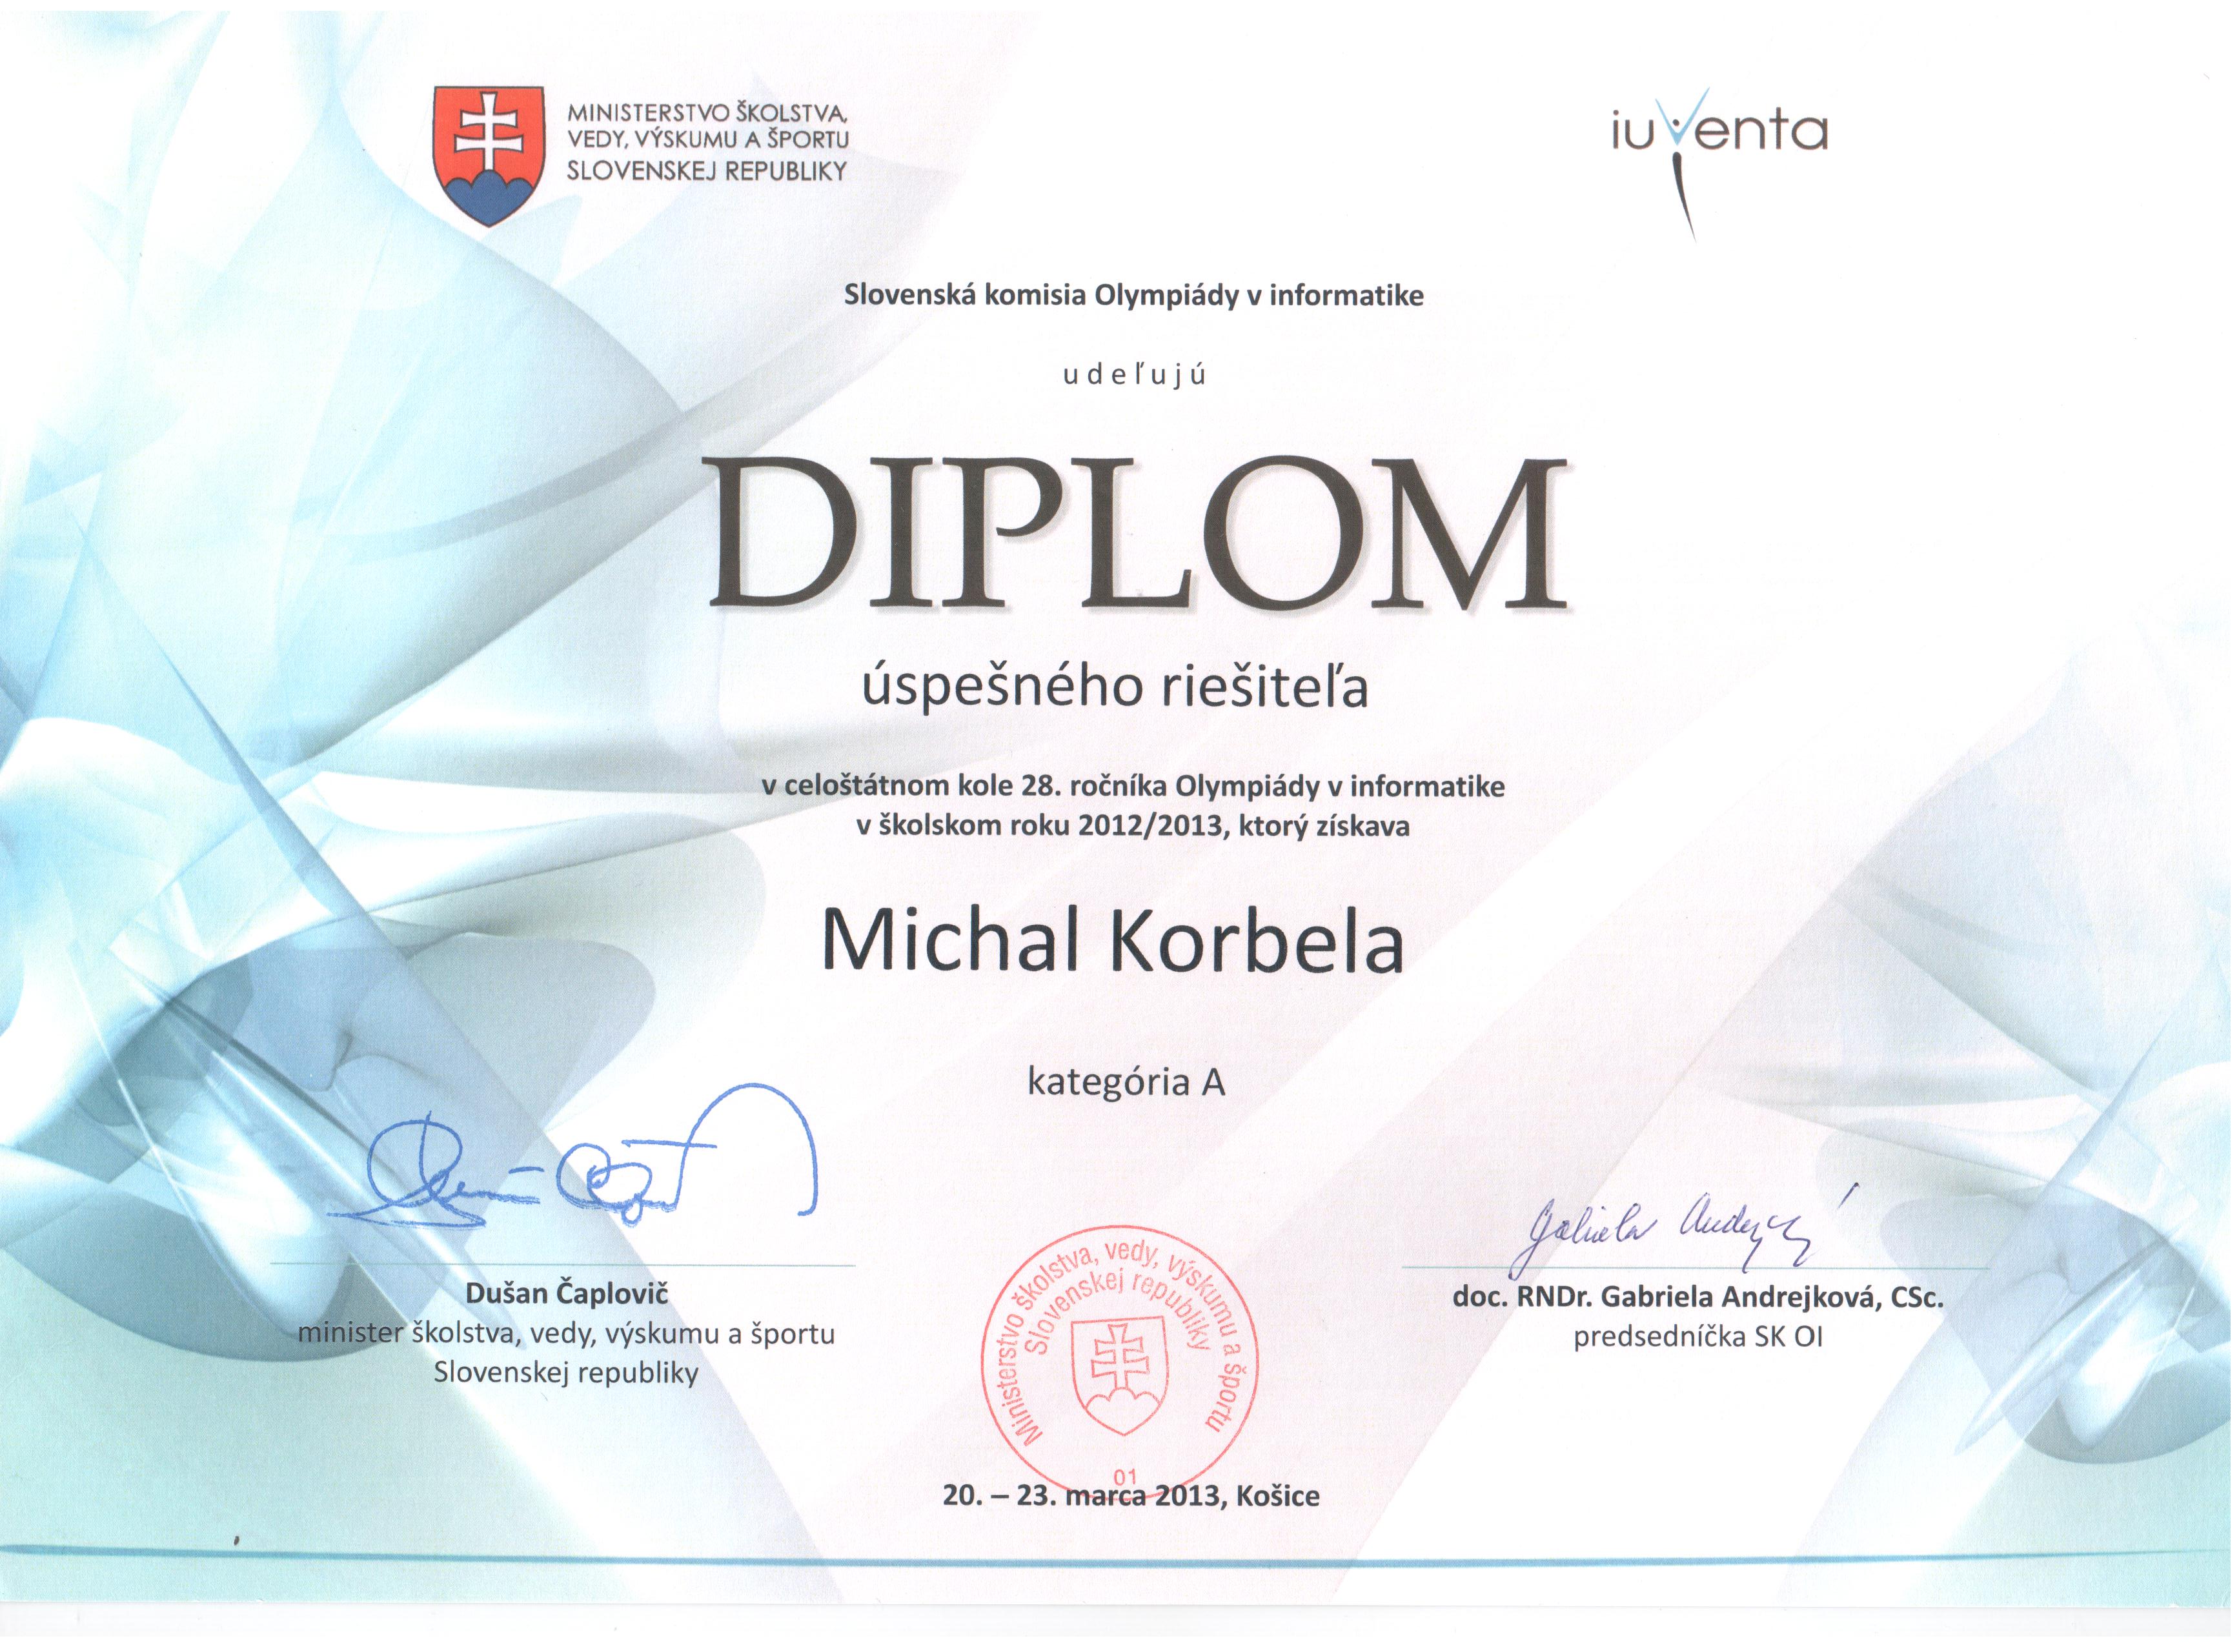 MINISTERSTVO ŠKOLSTVA,
VEDY, VÝSKUMU A ŠPORTU
SLOVENSKEJ REPUBLIKY
iuventa
Slovenská komisia Olympiády v informatike
udeľujú
DIPLOM
úspešného riešiteľa
v celoštátnom kole 28. ročníka Olympiády v informatike
v školskom roku 2012/2013, ktorý získava
Michal Korbela
kategória A
Dušan Čaplovič
minister školstva, vedy, výskumu a športu
Slovenskej republiky
Gabriela Andrejková
doc. RNDr. Gabriela Andrejková, CSc.
predsedníčka SK OI
Ministerstvo školstva, vedy, výskumu a športu
Slovenskej republiky
01
20. – 23. marca 2013, Košice